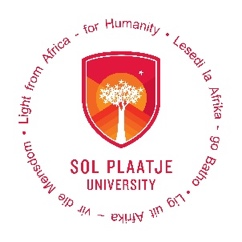 Light from Africa - for Humanity • Lesedi la Afrika - go Batho • Lig uit Afrika - vir die Mensdom •
SOL PLAATJE
UNIVERSITY